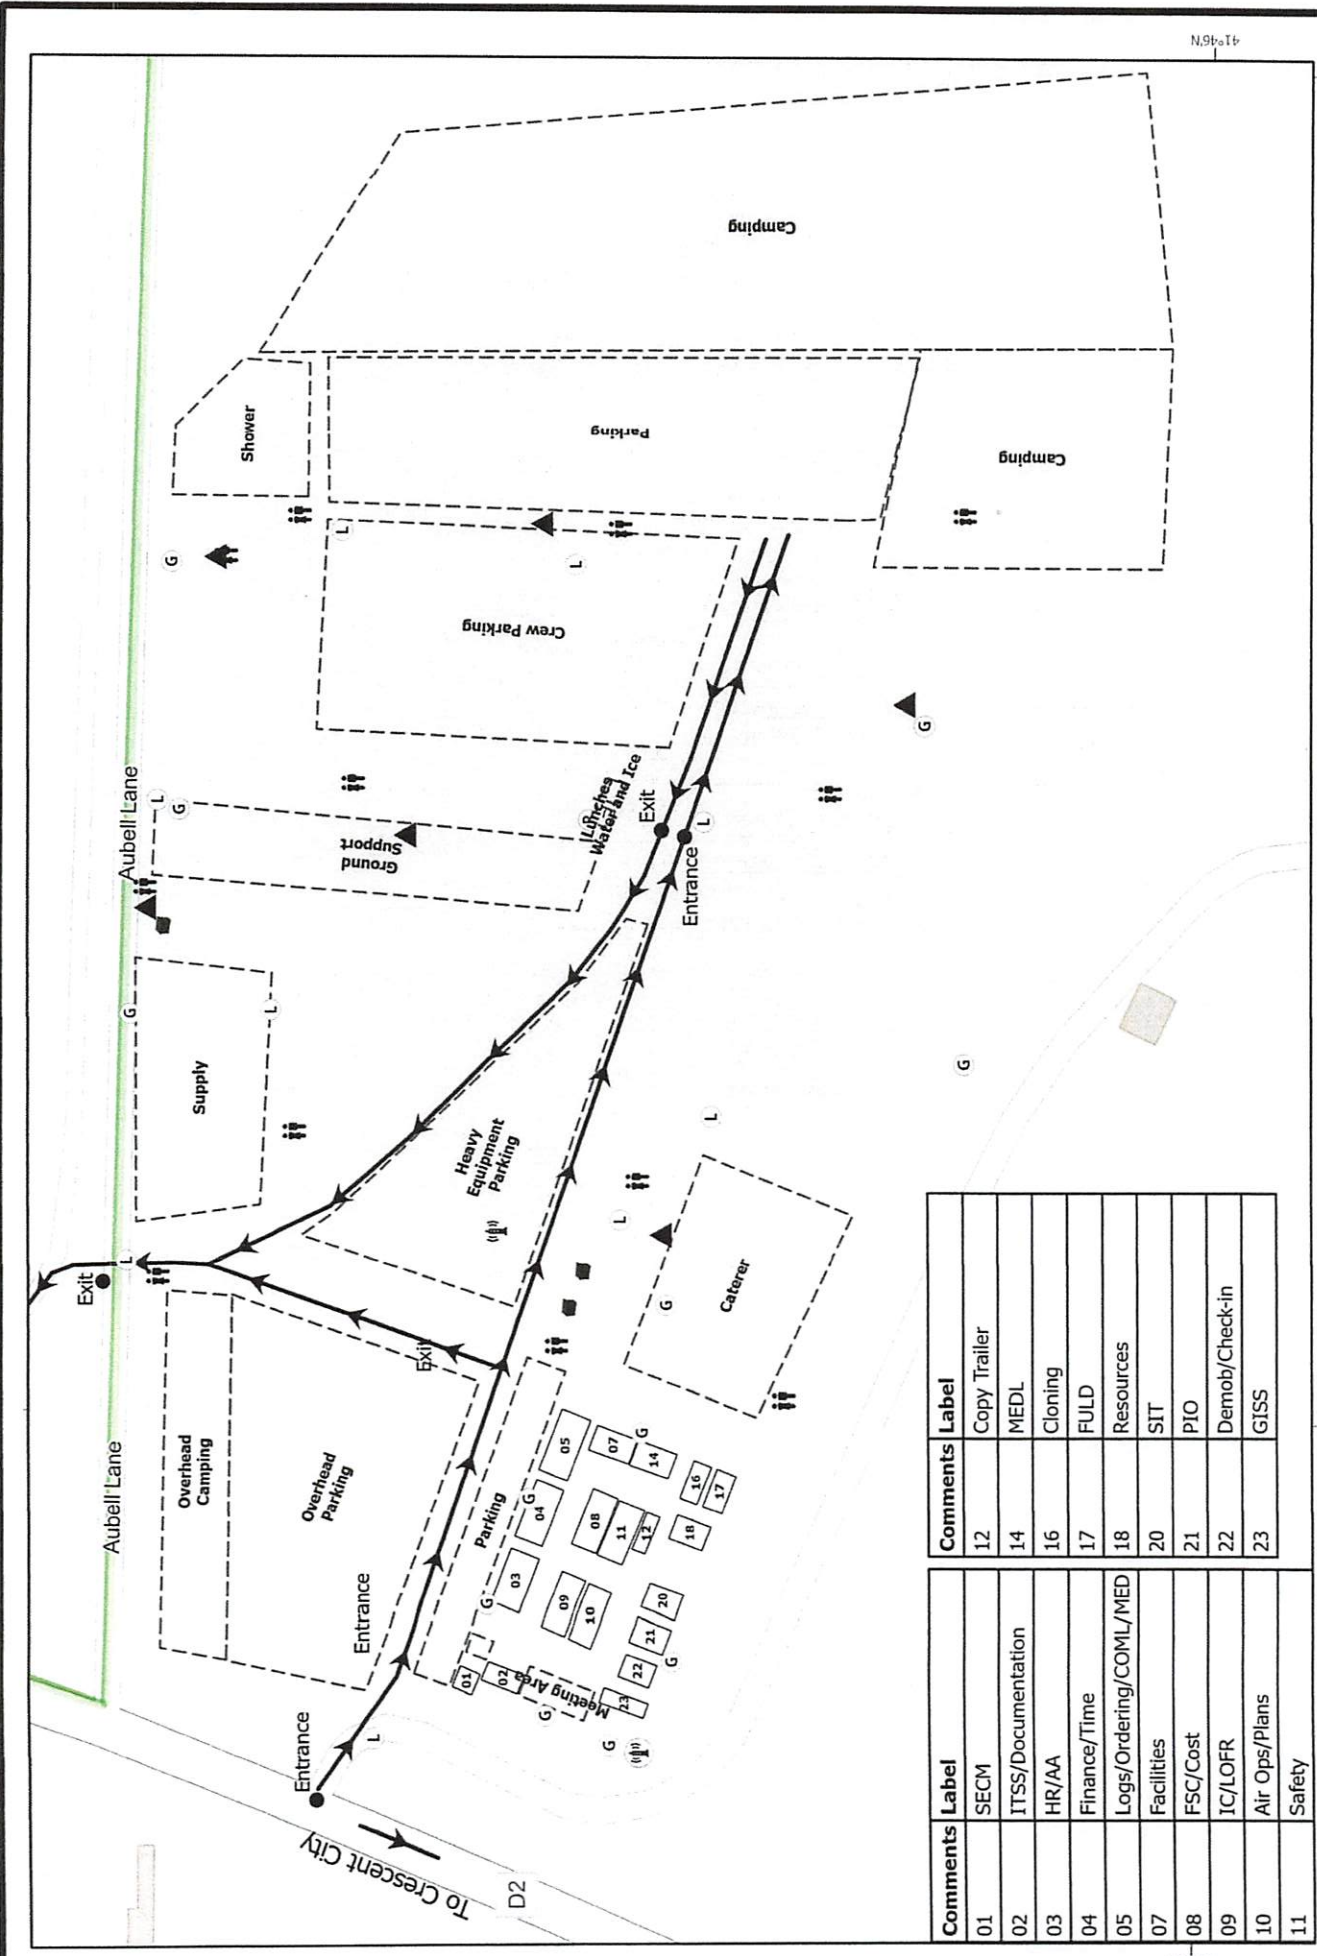 41°46'N
Aubell Lane
Aubell Lane
Exit
Exit
Exit
Entrance
Entrance
Entrance
To Crescent City
D2
Overhead
Camping
Overhead
Parking
Parking
Supply
Heavy
Equipment
Parking
Ground
Support
Lunches
Water and Ice
Crew Parking
Shower
Parking
Camping
Camping
Caterer
Meeting Area
01
02
03
04
05
07
08
09
10
11
12
14
16
17
18
20
21
22
23
G
G
G
G
G
G
G
G
G
G
G
G
G
L
L
L
L
L
L
L
L
L
Comments Label
01 SECM
02 ITSS/Documentation
03 HR/AA
04 Finance/Time
05 Logs/Ordering/COML/MED
07 Facilities
08 FSC/Cost
09 IC/LOFR
10 Air Ops/Plans
11 Safety
Comments Label
12 Copy Trailer
14 MEDL
16 Cloning
17 FULD
18 Resources
20 SIT
21 PIO
22 Demob/Check-in
23 GISS